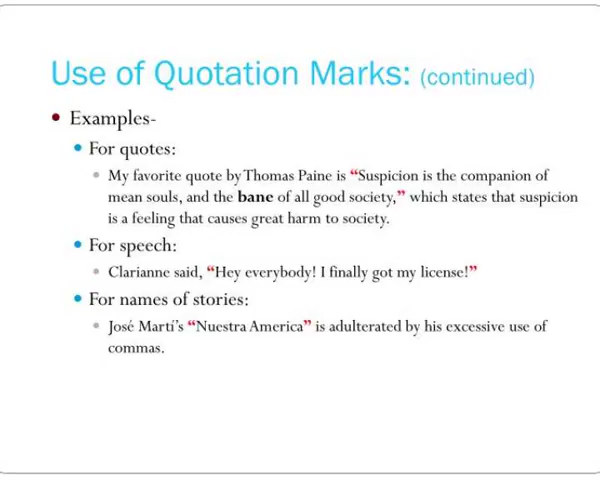 Use of Quotation Marks: (continued)
• Examples-
• For quotes:
• My favorite quote by Thomas Paine is “Suspicion is the companion of
mean souls, and the bane of all good society,” which states that suspicion
is a feeling that causes great harm to society.
• For speech:
• Clarianne said, “Hey everybody! I finally got my license!”
• For names of stories:
• José Martí’s “Nuestra America” is adulterated by his excessive use of
commas.